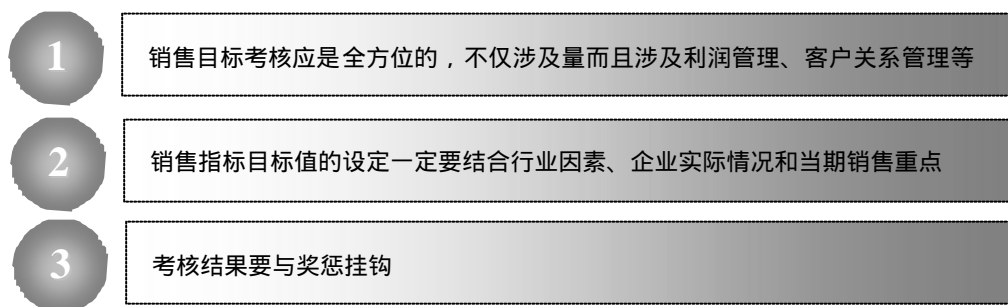 1
销售目标考核应是全方位的，不仅涉及量而且涉及利润管理、客户关系管理等
2
销售指标目标值的设定一定要结合行业因素、企业实际情况和当期销售重点
3
考核结果要与奖惩挂钩